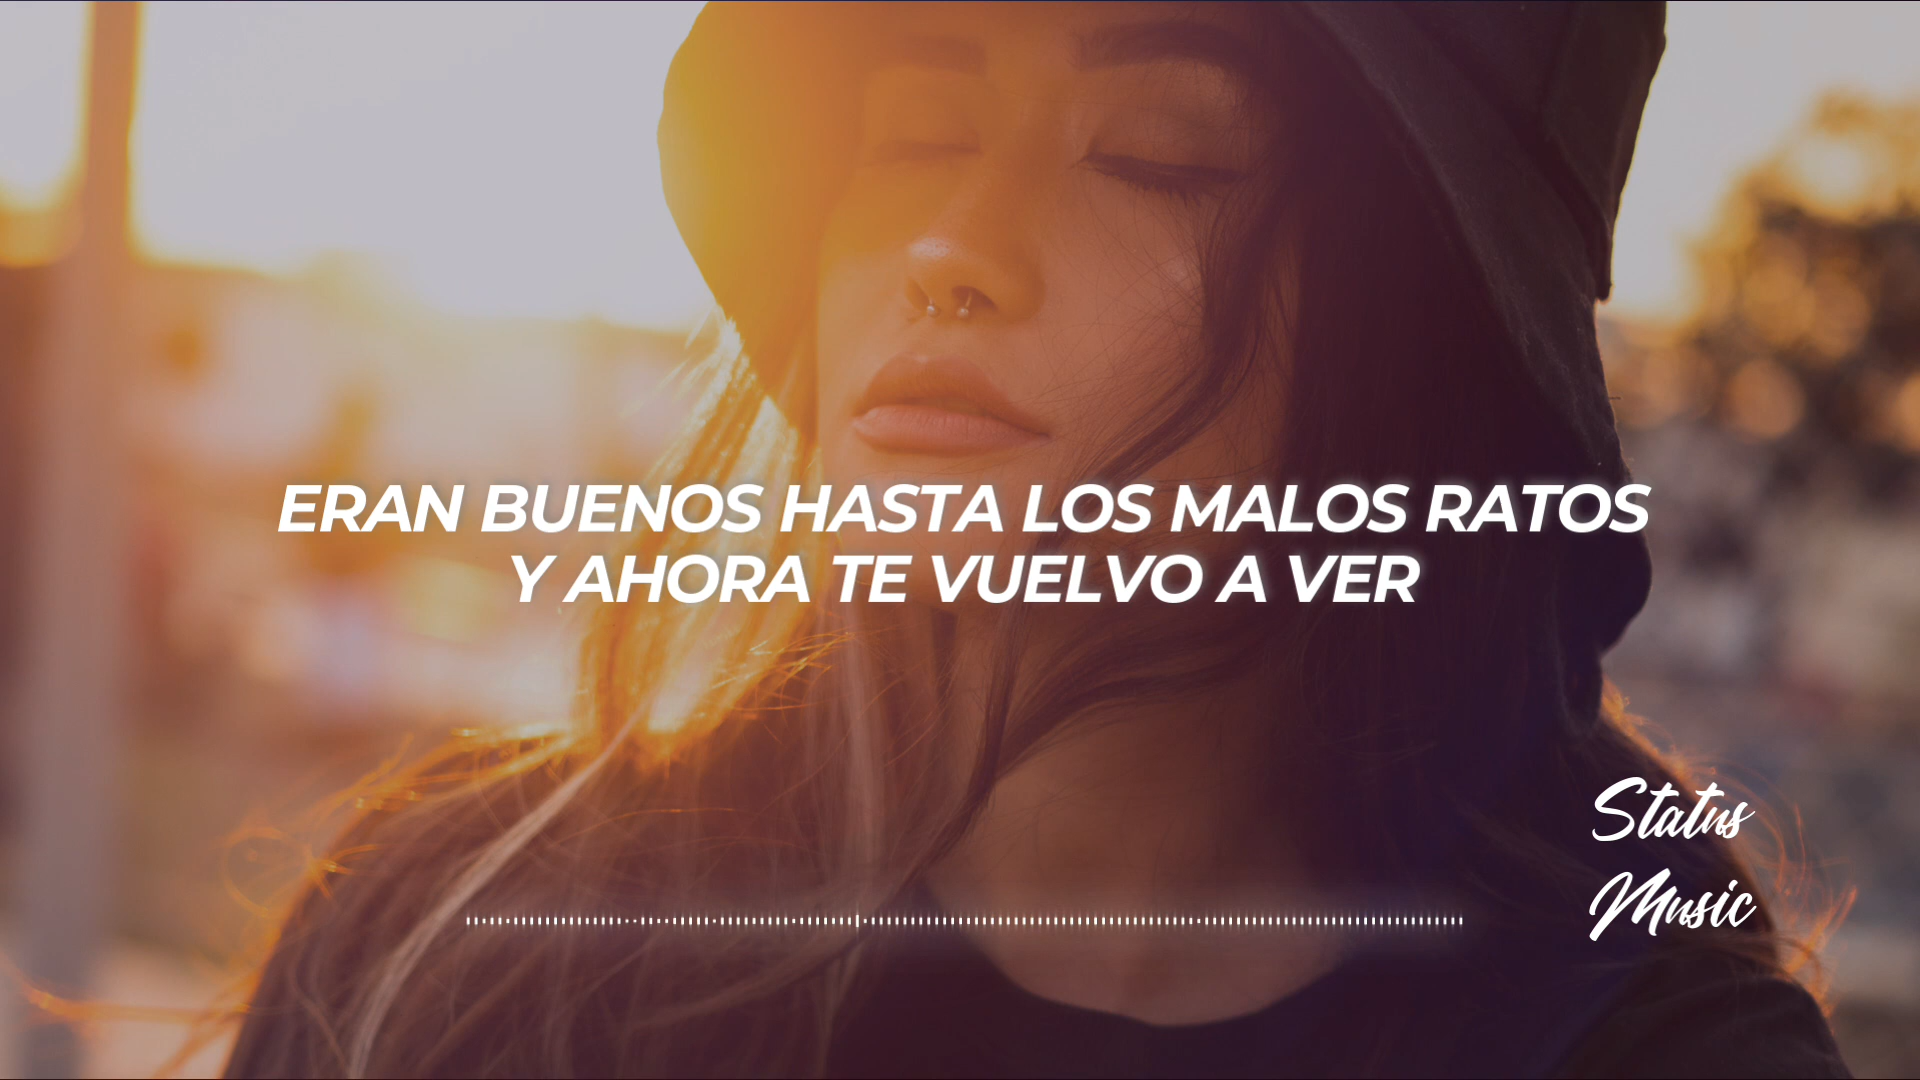 ERAN BUENOS HASTA LOS MALOS RATOS
Y AHORA TE VUELVO A VER
Status
Music